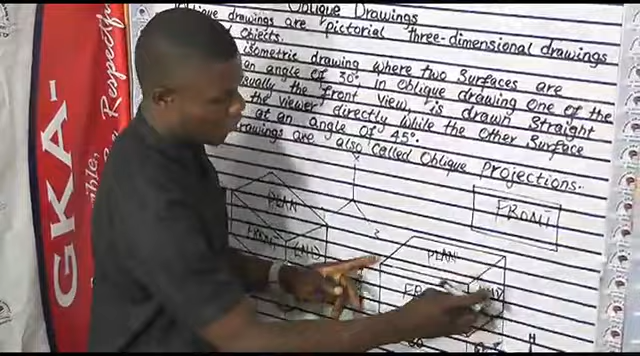 Oblique Drawings
Oblique drawings are pictorial three-dimensional drawings
Objects.
isometric drawing where two Surfaces are
an angle of 30° in Oblique drawing one of the
usually the front view, is drawn Straight
the viewer directly while the Other Surface
at an angle of 45°.
drawings are also Called Oblique Projections.
PLAN
FRONT
END
FRONT
PLAN
GKA-